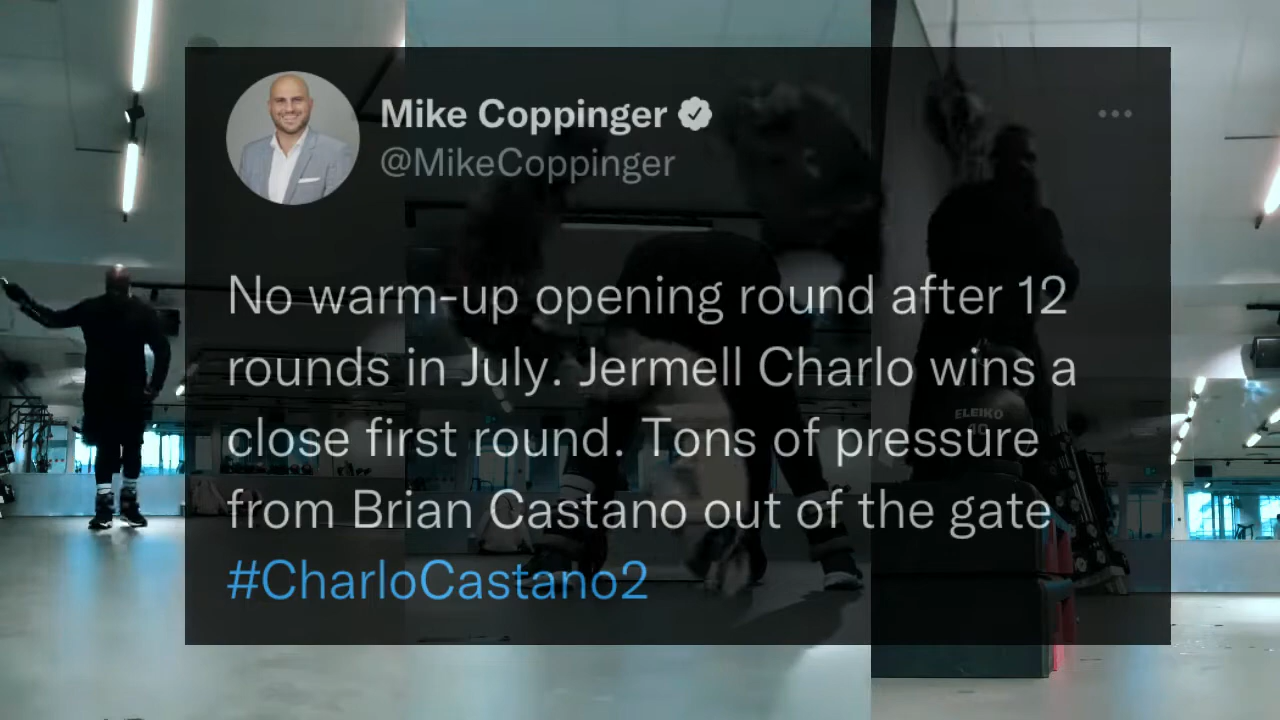 Mike Coppinger
@MikeCoppinger
No warm-up opening round after 12
rounds in July. Jermell Charlo wins a
close first round. Tons of pressure
from Brian Castano out of the gate
#CharloCastano2
ELEIKO
10